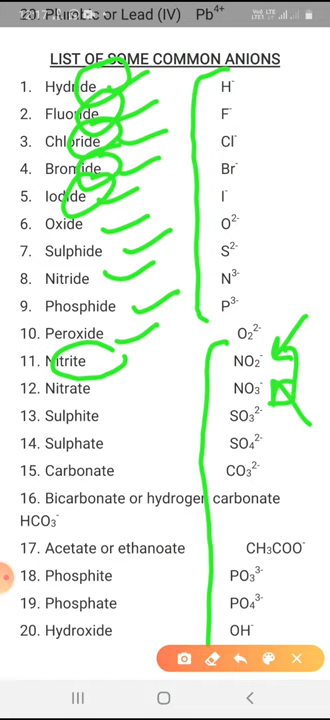 20. Plumbic or Lead (IV) Pb⁴⁺
LIST OF SOME COMMON ANIONS
1. Hydride H⁻
2. Fluoride F⁻
3. Chloride Cl⁻
4. Bromide Br⁻
5. Iodide I⁻
6. Oxide O²⁻
7. Sulphide S²⁻
8. Nitride N³⁻
9. Phosphide P³⁻
10. Peroxide O₂²⁻
11. Nitrite NO₂⁻
12. Nitrate NO₃⁻
13. Sulphite SO₃²⁻
14. Sulphate SO₄²⁻
15. Carbonate CO₃²⁻
16. Bicarbonate or hydrogen carbonate
HCO₃⁻
17. Acetate or ethanoate CH₃COO⁻
18. Phosphite PO₃³⁻
19. Phosphate PO₄³⁻
20. Hydroxide OH⁻